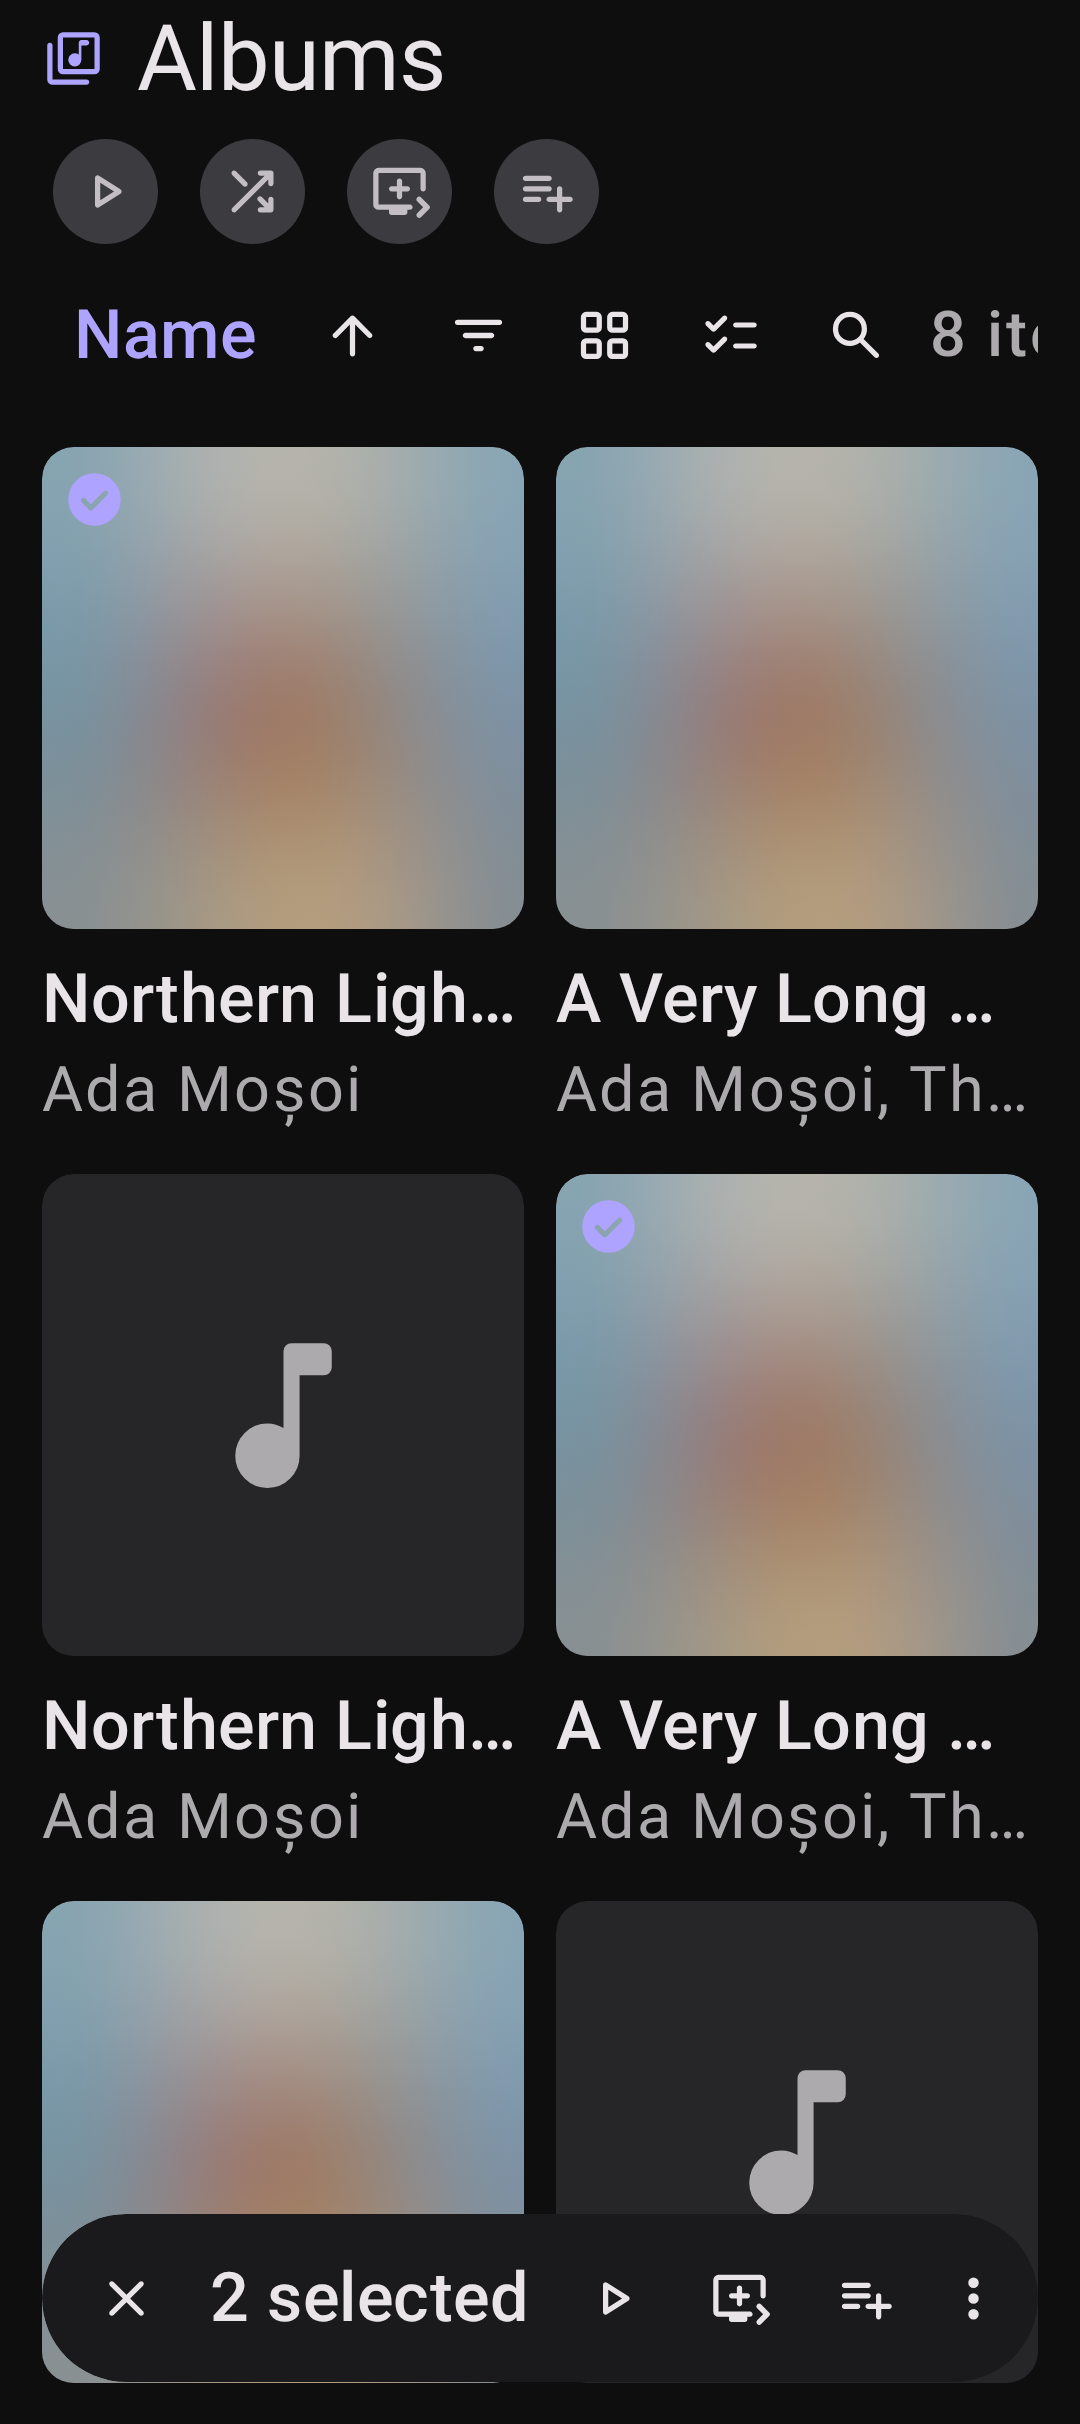 Albums
Name 8 ite
Northern Ligh…
Ada Moșoi
A Very Long …
Ada Moșoi, Th…
Northern Ligh…
Ada Moșoi
A Very Long …
Ada Moșoi, Th…
2 selected